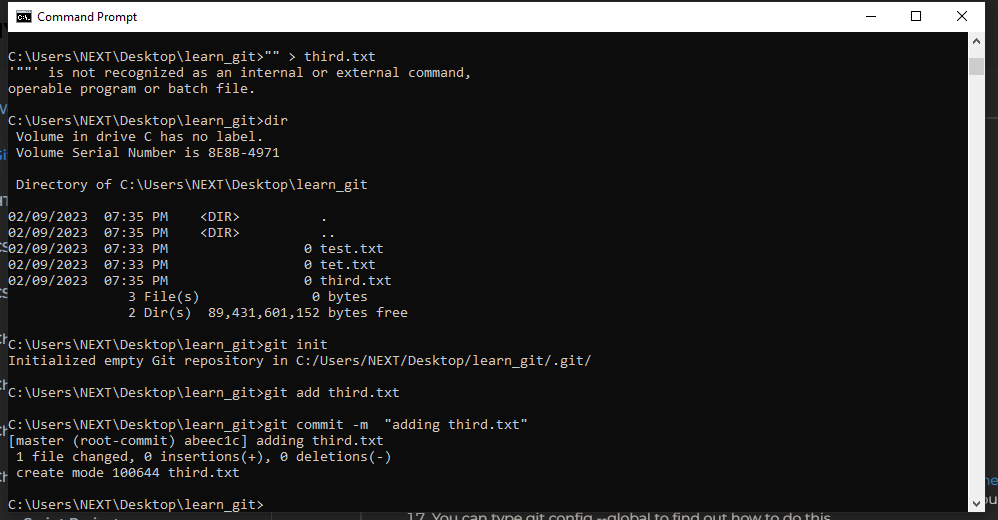 Command Prompt
C:\Users\NEXT\Desktop\learn_git>"" > third.txt
'""' is not recognized as an internal or external command,
operable program or batch file.
C:\Users\NEXT\Desktop\learn_git>dir
Volume in drive C has no label.
Volume Serial Number is 8E8B-4971
Directory of C:\Users\NEXT\Desktop\learn_git
02/09/2023  07:35 PM    <DIR>          .
02/09/2023  07:35 PM    <DIR>          ..
02/09/2023  07:33 PM                 0 test.txt
02/09/2023  07:33 PM                 0 tet.txt
02/09/2023  07:35 PM                 0 third.txt
3 File(s)              0 bytes
2 Dir(s)  89,431,601,152 bytes free
C:\Users\NEXT\Desktop\learn_git>git init
Initialized empty Git repository in C:/Users/NEXT/Desktop/learn_git/.git/
C:\Users\NEXT\Desktop\learn_git>git add third.txt
C:\Users\NEXT\Desktop\learn_git>git commit -m  "adding third.txt"
[master (root-commit) abeec1c] adding third.txt
1 file changed, 0 insertions(+), 0 deletions(-)
create mode 100644 third.txt
C:\Users\NEXT\Desktop\learn_git>
17. You can type git config --global to find out how to do this